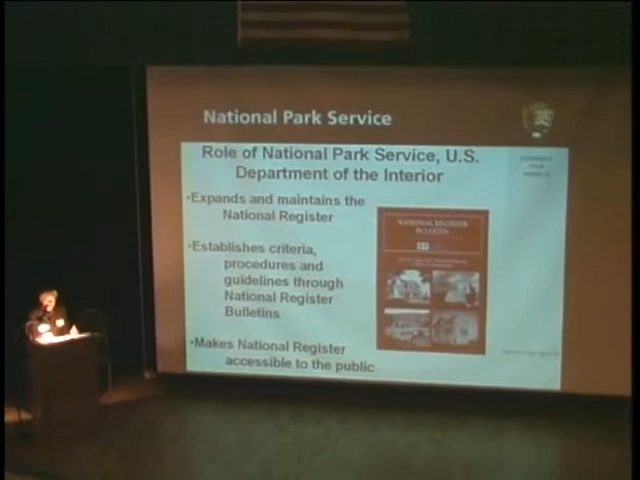 National Park Service
Role of National Park Service, U.S.
Department of the Interior
•Expands and maintains the
National Register
•Establishes criteria,
procedures and
guidelines through
National Register
Bulletins
•Makes National Register
accessible to the public
NATIONAL REGISTER
BULLETIN